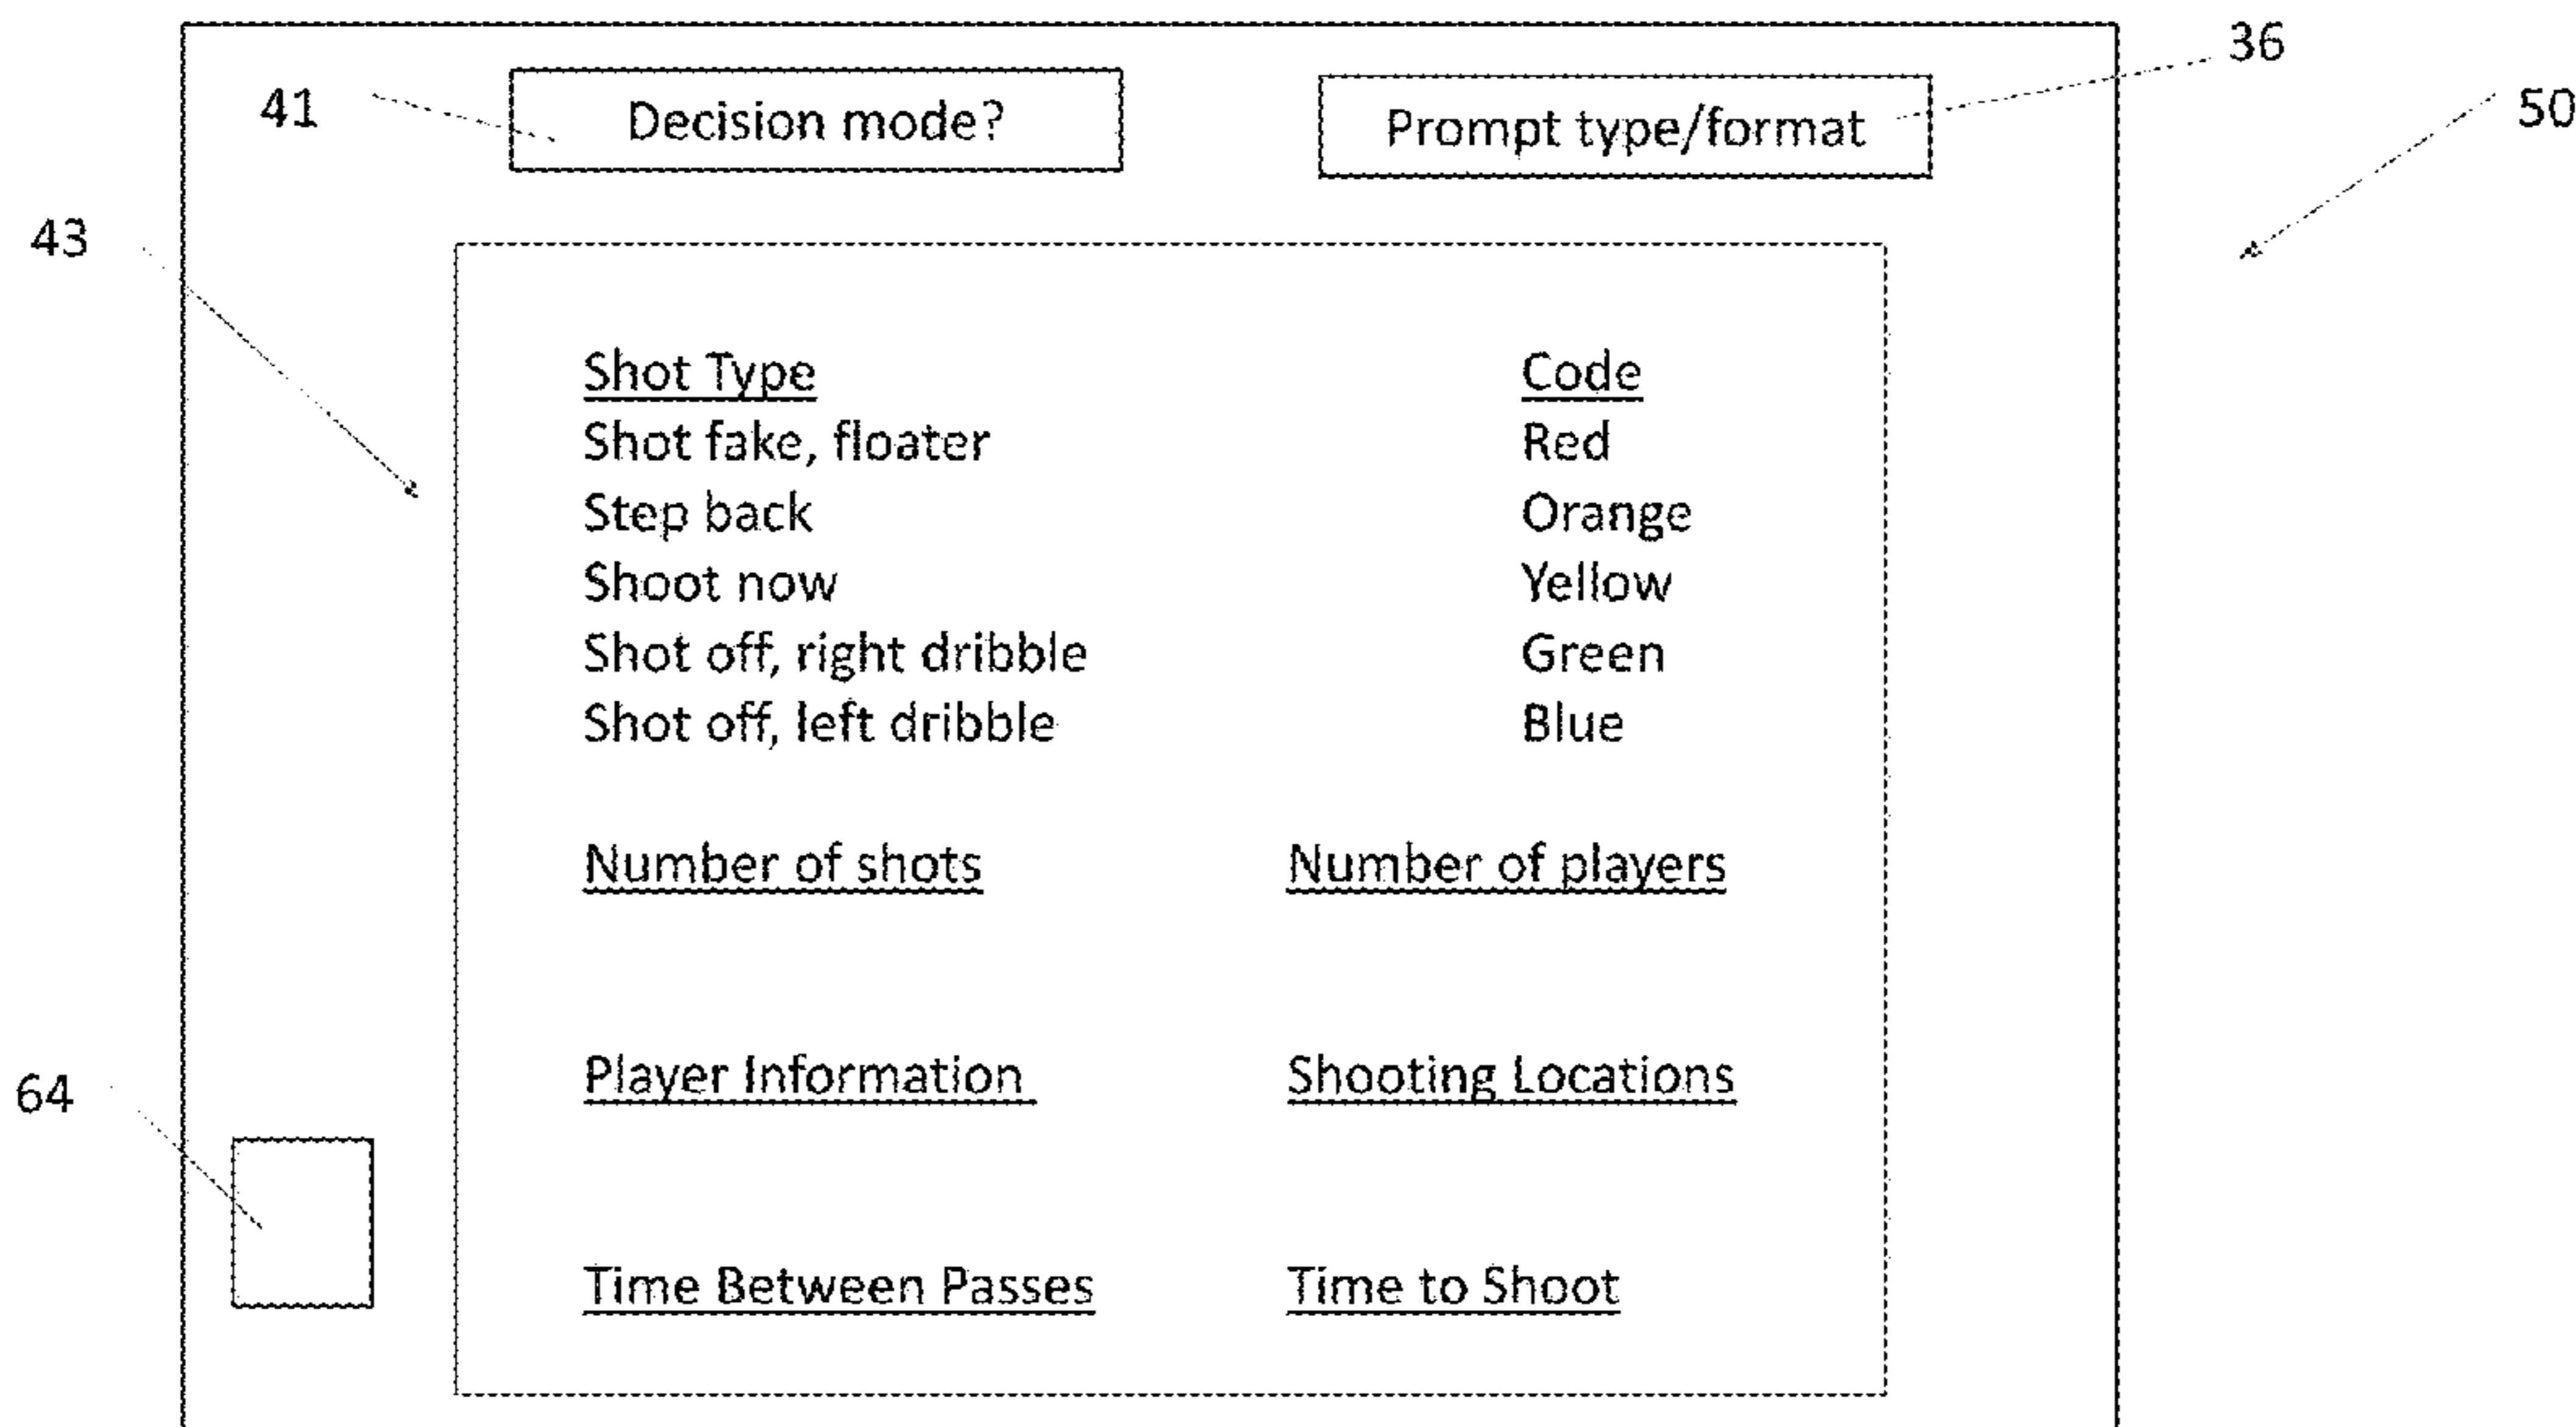 36
41 Decision mode? Prompt type/format
50
43
Shot Type Code
Shot fake, floater Red
Step back Orange
Shoot now Yellow
Shot off, right dribble Green
Shot off, left dribble Blue
Number of shots Number of players
Player Information Shooting Locations
64
Time Between Passes Time to Shoot